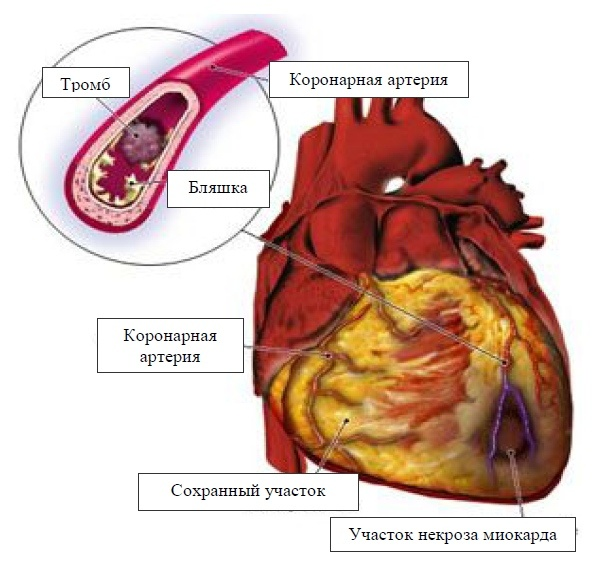 Тромб
Коронарная артерия
Бляшка
Коронарная
артерия
Сохранный участок
Участок некроза миокарда